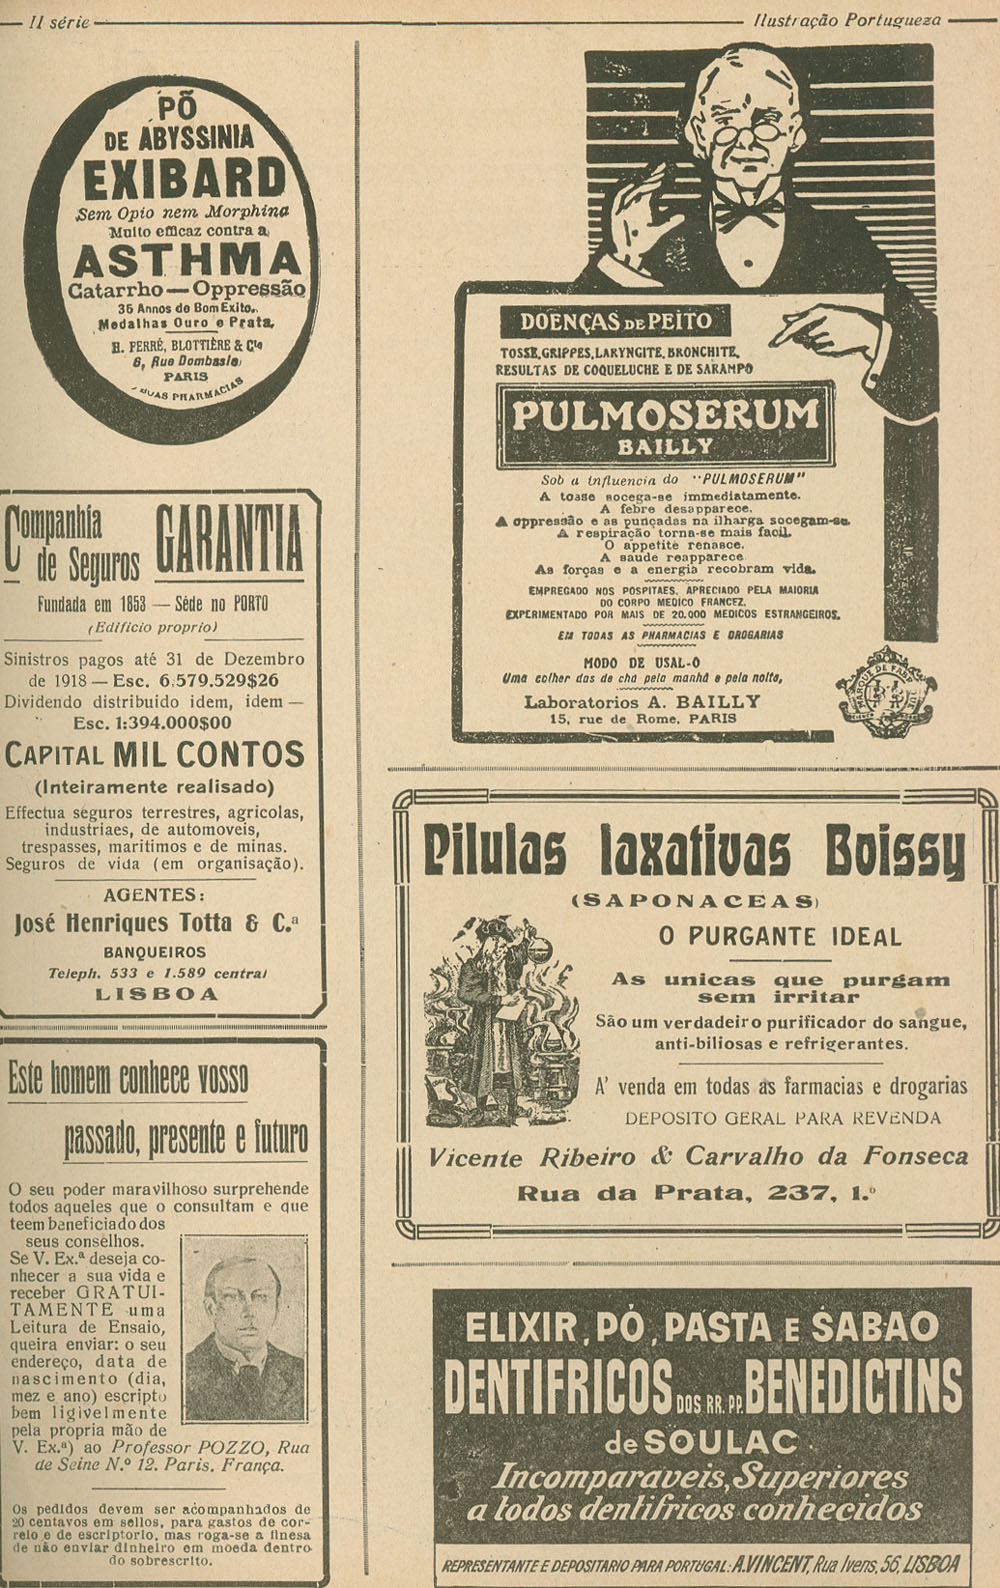 II série
Ilustração Portugueza
PÕ
DE ABYSSINIA
EXIBARD
Sem Opio nem Morphina
Muito efficaz contra a
ASTHMA
Catarrho — Oppressão
35 Annos de Bom Exito.
Medalhas Ouro e Prata.
H. FERRÉ, BLOTTIÈRE & Cie
6, Rue Dombasle
PARIS
BOAS PHARMACIAS
Companhia
de Seguros
GARANTIA
Fundada em 1853 — Séde no PORTO
(Edificio proprio)
Sinistros pagos até 31 de Dezembro
de 1918 — Esc. 6:579.529$26
Dividendo distribuido idem, idem —
Esc. 1:394.000$00
CAPITAL MIL CONTOS
(Inteiramente realisado)
Effectua seguros terrestres, agricolas,
industriaes, de automoveis,
trespasses, maritimos e de minas.
Seguros de vida (em organisação).
AGENTES:
José Henriques Totta & C.ª
BANQUEIROS
Teleph. 533 e 1.589 central
LISBOA
Este homem conhece vosso
passado, presente e futuro
O seu poder maravilhoso surprehende
todos aqueles que o consultam e que
teem beneficiado dos
seus conselhos.
Se V. Ex.ª deseja co-
nhecer a sua vida e
receber GRATUI-
TAMENTE uma
Leitura de Ensaio,
queira enviar: o seu
endereço, data de
nascimento (dia,
mez e ano) escripto
bem ligivelmente
pela propria mão de
V. Ex.ª) ao Professor POZZO, Rua
de Seine N.º 12. Paris. França.
Os pedidos devem ser acompanhados de
20 centavos em sellos, para gastos de cor-
reio e de escriptorio, mas roga-se a finesa
de não enviar dinheiro em moeda dentro
do sobrescrito.
DOENÇAS DE PEITO
TOSSE, GRIPPES, LARYNGITE, BRONCHITE,
RESULTAS DE COQUELUCHE E DE SARAMPO
PULMOSERUM
BAILLY
Sob a influencia do "PULMOSERUM"
A tosse socega-se immediatamente.
A febre desapparece.
A oppressão e as punçadas na ilharga socegam-se.
A respiração torna-se mais facil.
O appetite renasce.
A saude reapparece
As forças e a energia recobram vida.
EMPREGADO NOS POSPITAES. APRECIADO PELA MAIORIA
DO CORPO MEDICO FRANCEZ.
EXPERIMENTADO POR MAIS DE 20.000 MEDICOS ESTRANGEIROS.
EM TODAS AS PHARMACIAS E DROGARIAS
MODO DE USAL-O
Uma colher das de chá pela manhã e pela noite,
Laboratorios A. BAILLY
15, rue de Rome, PARIS
MARQUE DE FABRIQUE
Pilulas laxativas Boissy
(SAPONACEAS)
O PURGANTE IDEAL
As unicas que purgam
sem irritar
São um verdadeiro purificador do sangue,
anti-biliosas e refrigerantes.
A' venda em todas as farmacias e drogarias
DEPOSITO GERAL PARA REVENDA
Vicente Ribeiro & Carvalho da Fonseca
Rua da Prata, 237, 1.º
ELIXIR, PÓ, PASTA E SABAO
DENTIFRICOS DOS RR. PP. BENEDICTINS
de SOULAC
Incomparaveis, Superiores
a todos dentifricos conhecidos
REPRESENTANTE E DEPOSITARIO PARA PORTUGAL: A. VINCENT, Rua Ivens, 56, LISBOA